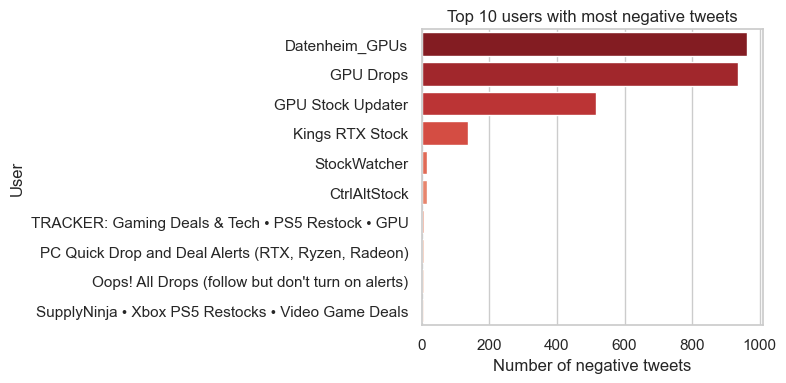 Top 10 users with most negative tweets
User
Datenheim_GPUs
GPU Drops
GPU Stock Updater
Kings RTX Stock
StockWatcher
CtrlAltStock
TRACKER: Gaming Deals & Tech • PS5 Restock • GPU
PC Quick Drop and Deal Alerts (RTX, Ryzen, Radeon)
Oops! All Drops (follow but don't turn on alerts)
SupplyNinja • Xbox PS5 Restocks • Video Game Deals
0 200 400 600 800 1000
Number of negative tweets